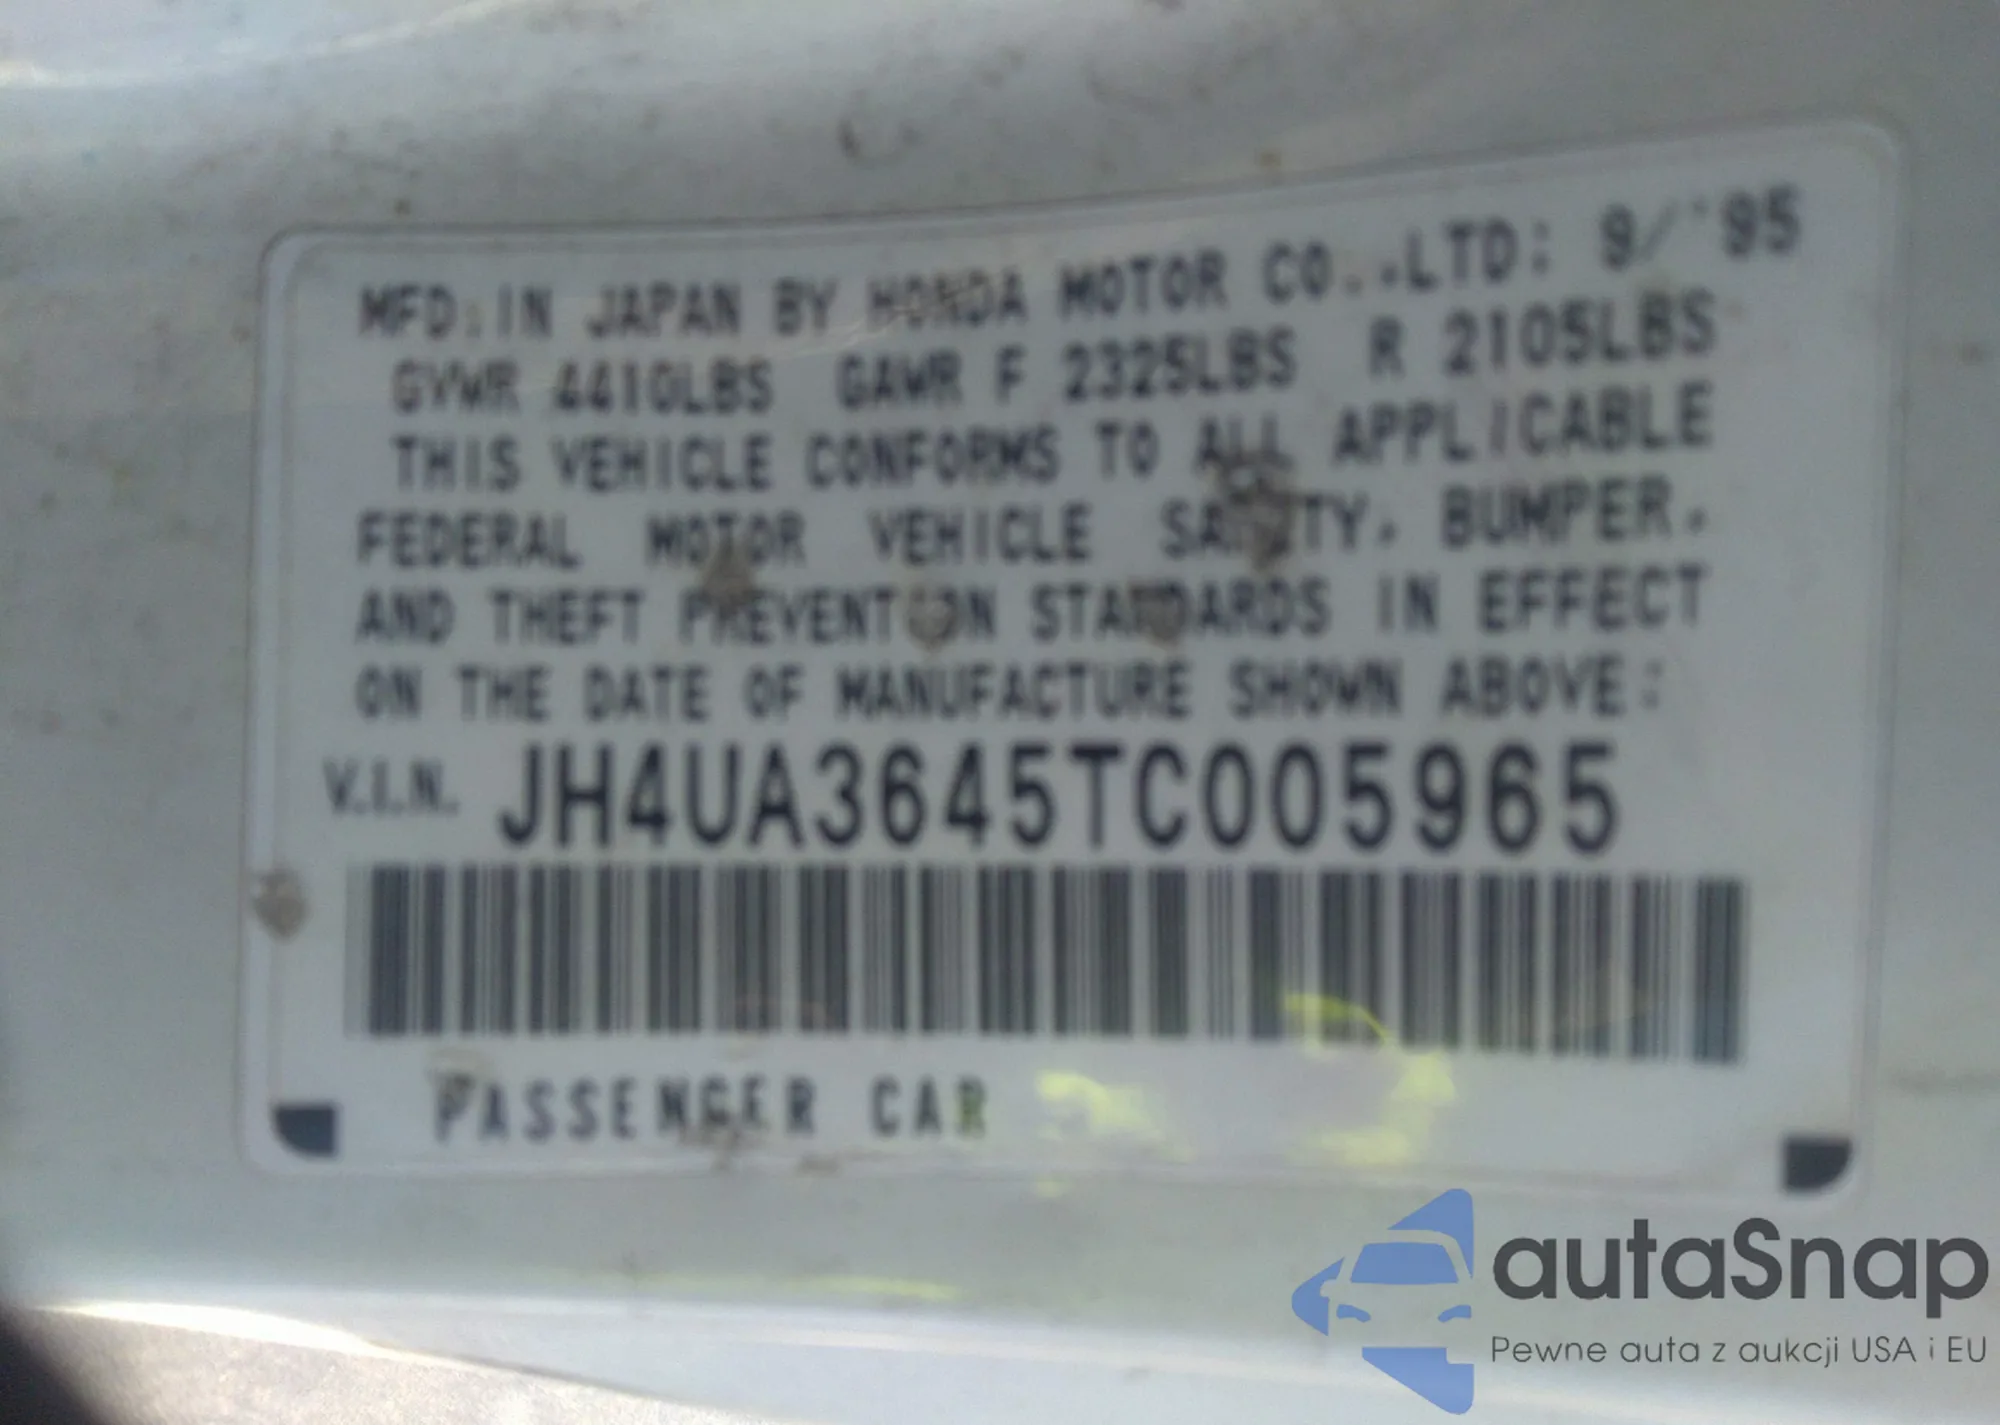 MFD. IN JAPAN BY HONDA MOTOR CO., LTD: 9/'95
GVWR 4410LBS GAWR F 2325LBS R 2105LBS
THIS VEHICLE CONFORMS TO ALL APPLICABLE
FEDERAL MOTOR VEHICLE SAFETY, BUMPER,
AND THEFT PREVENTION STANDARDS IN EFFECT
ON THE DATE OF MANUFACTURE SHOWN ABOVE:
V.I.N. JH4UA3645TC005965
PASSENGER CAR
autaSnap
Pewne auta z aukcji USA i EU